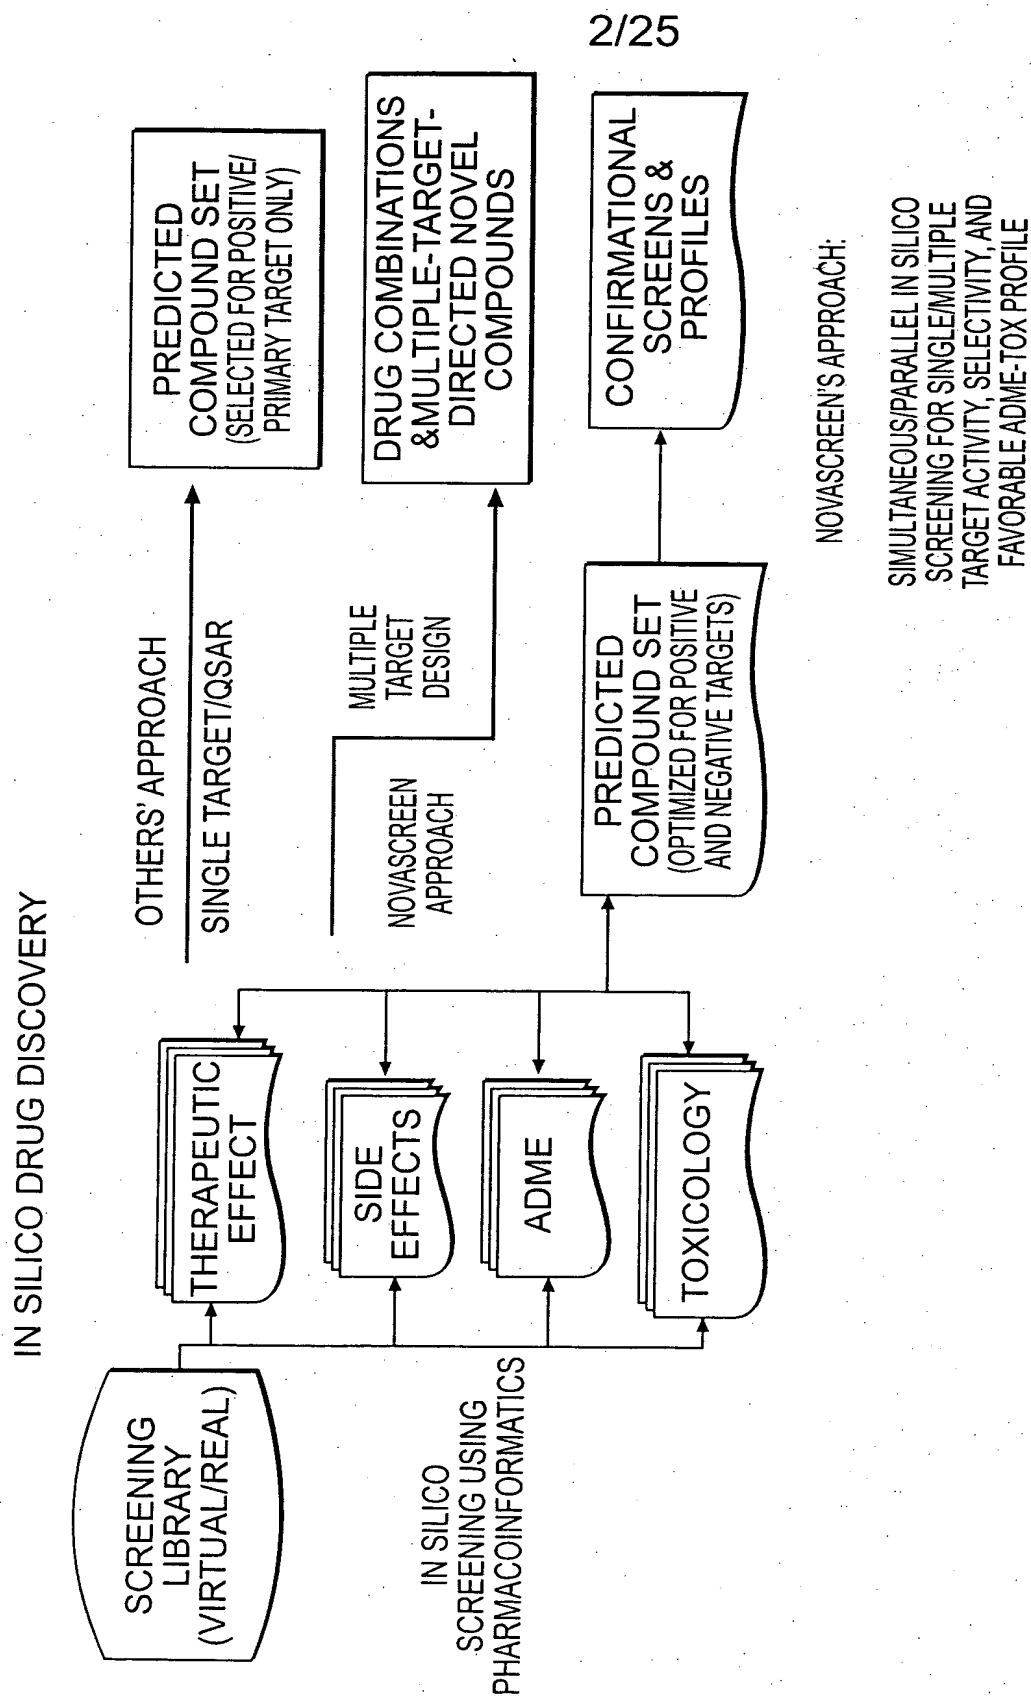 2/25
IN SILICO DRUG DISCOVERY
SCREENING
LIBRARY
(VIRTUAL/REAL)
IN SILICO
SCREENING USING
PHARMACOINFORMATICS
THERAPEUTIC
EFFECT
SIDE
EFFECTS
ADME
TOXICOLOGY
OTHERS' APPROACH
SINGLE TARGET/QSAR
PREDICTED
COMPOUND SET
(SELECTED FOR POSITIVE/
PRIMARY TARGET ONLY)
NOVASCREEN
APPROACH
MULTIPLE
TARGET
DESIGN
DRUG COMBINATIONS
&MULTIPLE-TARGET-
DIRECTED NOVEL
COMPOUNDS
PREDICTED
COMPOUND SET
(OPTIMIZED FOR POSITIVE
AND NEGATIVE TARGETS)
CONFIRMATIONAL
SCREENS &
PROFILES
NOVASCREEN'S APPROACH:
SIMULTANEOUS/PARALLEL IN SILICO
SCREENING FOR SINGLE/MULTIPLE
TARGET ACTIVITY, SELECTIVITY, AND
FAVORABLE ADME-TOX PROFILE